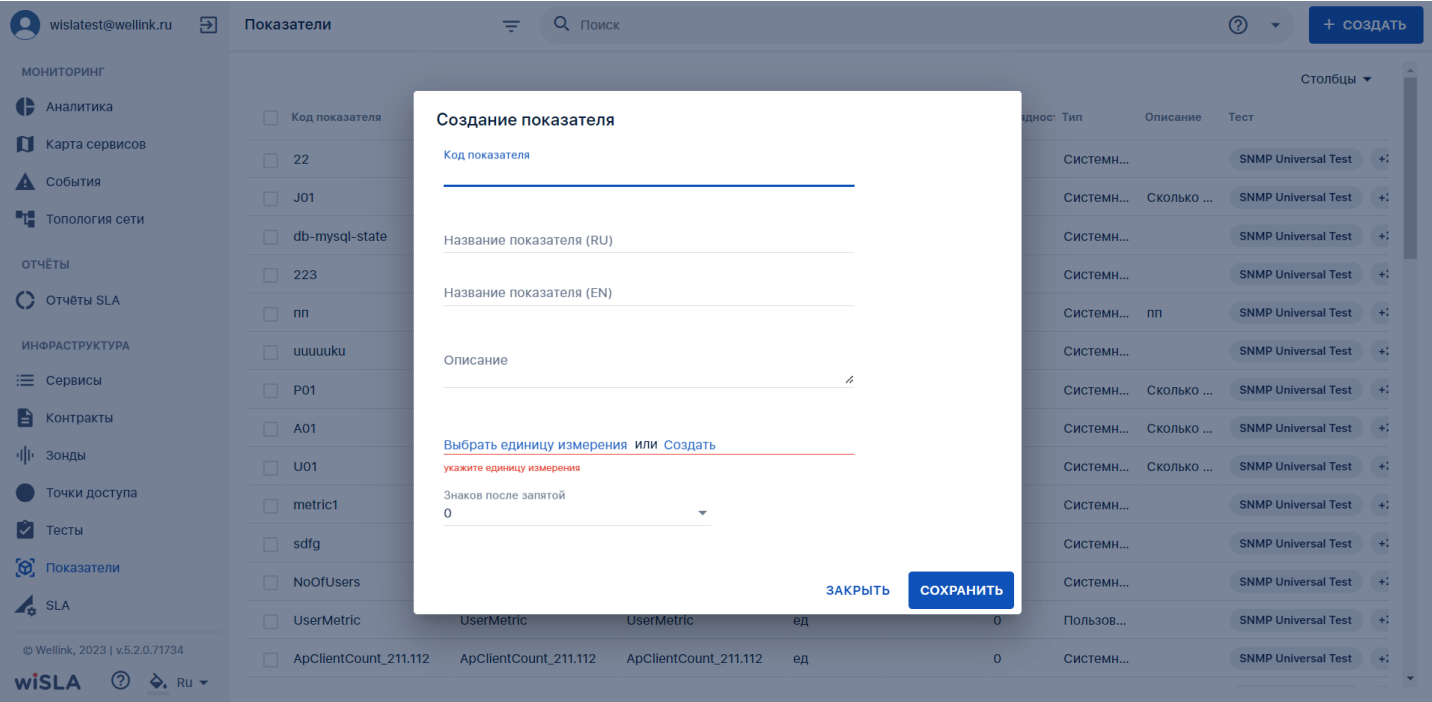 wislatest@wellink.ru
Показатели
Поиск
+ СОЗДАТЬ
МОНИТОРИНГ
Аналитика
Карта сервисов
События
Топология сети
ОТЧЁТЫ
Отчёты SLA
ИНФРАСТРУКТУРА
Сервисы
Контракты
Зонды
Точки доступа
Тесты
Показатели
SLA
© Wellink, 2023 | v.5.2.0.71734
wiSLA
Ru
Столбцы
Код показателя Тип Описание Тест
22 Системн... SNMP Universal Test
J01 Системн... Сколько ... SNMP Universal Test
db-mysql-state Системн... SNMP Universal Test
223 Системн... SNMP Universal Test
пп Системн... пп SNMP Universal Test
uuuuuku Системн... SNMP Universal Test
P01 Системн... Сколько ... SNMP Universal Test
A01 Системн... Сколько ... SNMP Universal Test
U01 Системн... Сколько ... SNMP Universal Test
metric1 Системн... SNMP Universal Test
sdfg Системн... SNMP Universal Test
NoOfUsers Системн... SNMP Universal Test
UserMetric UserMetric UserMetric ед 0 Пользов... SNMP Universal Test
ApClientCount_211.112 ApClientCount_211.112 ApClientCount_211.112 ед 0 Системн... SNMP Universal Test
Создание показателя
Код показателя
Название показателя (RU)
Название показателя (EN)
Описание
Выбрать единицу измерения или Создать
укажите единицу измерения
Знаков после запятой
0
ЗАКРЫТЬ СОХРАНИТЬ